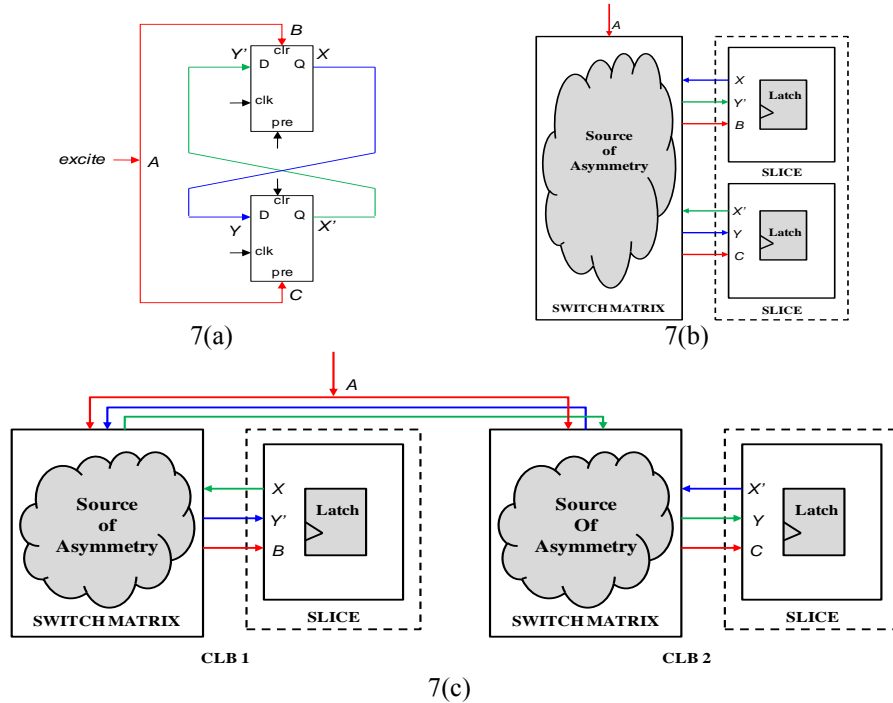 B
Y'
clr
D
Q
X
clk
pre
excite
A
clr
D
Q
Y
X'
clk
pre
C
7(a)
A
Source
of
Asymmetry
SWITCH MATRIX
X
Y'
B
Latch
SLICE
X'
Y
C
Latch
SLICE
7(b)
A
Source
of
Asymmetry
SWITCH MATRIX
X
Y'
B
Latch
SLICE
CLB 1
Source
Of
Asymmetry
SWITCH MATRIX
X'
Y
C
Latch
SLICE
CLB 2
7(c)